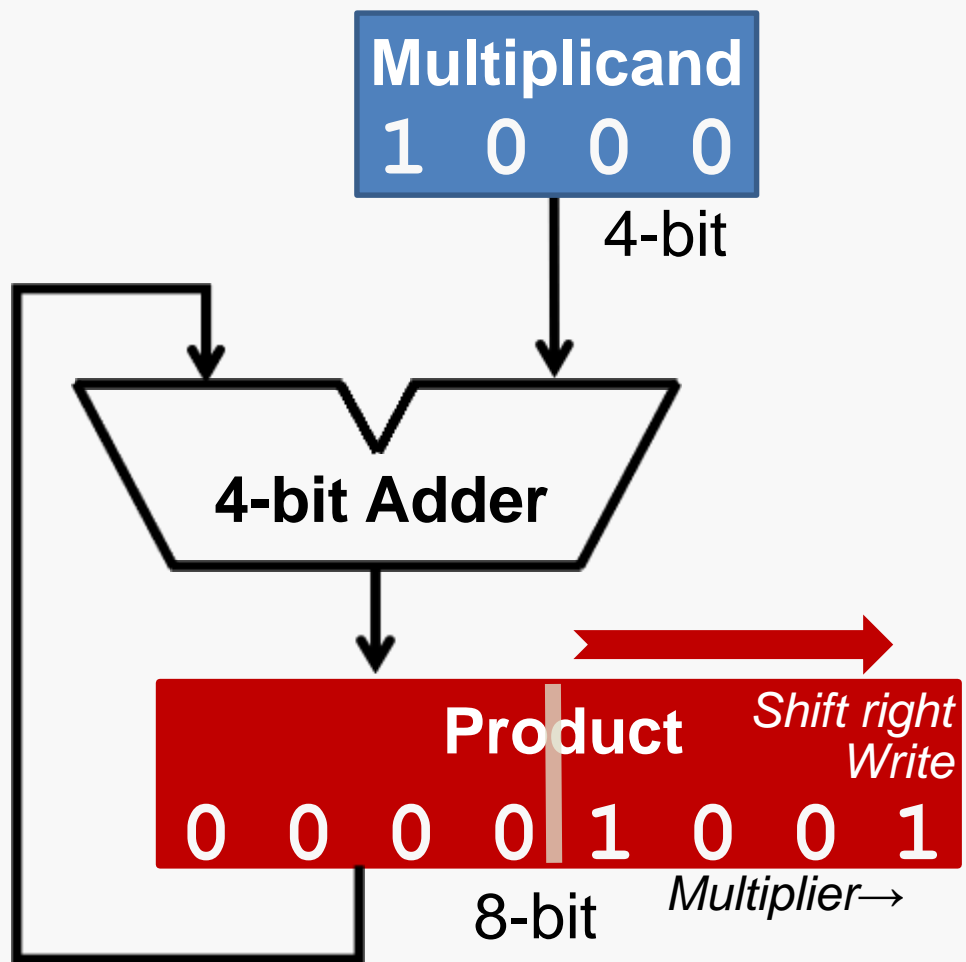 Multiplicand
1 0 0 0
4-bit
4-bit Adder
Product
Shift right
Write
0 0 0 0 1 0 0 1
8-bit
Multiplier→